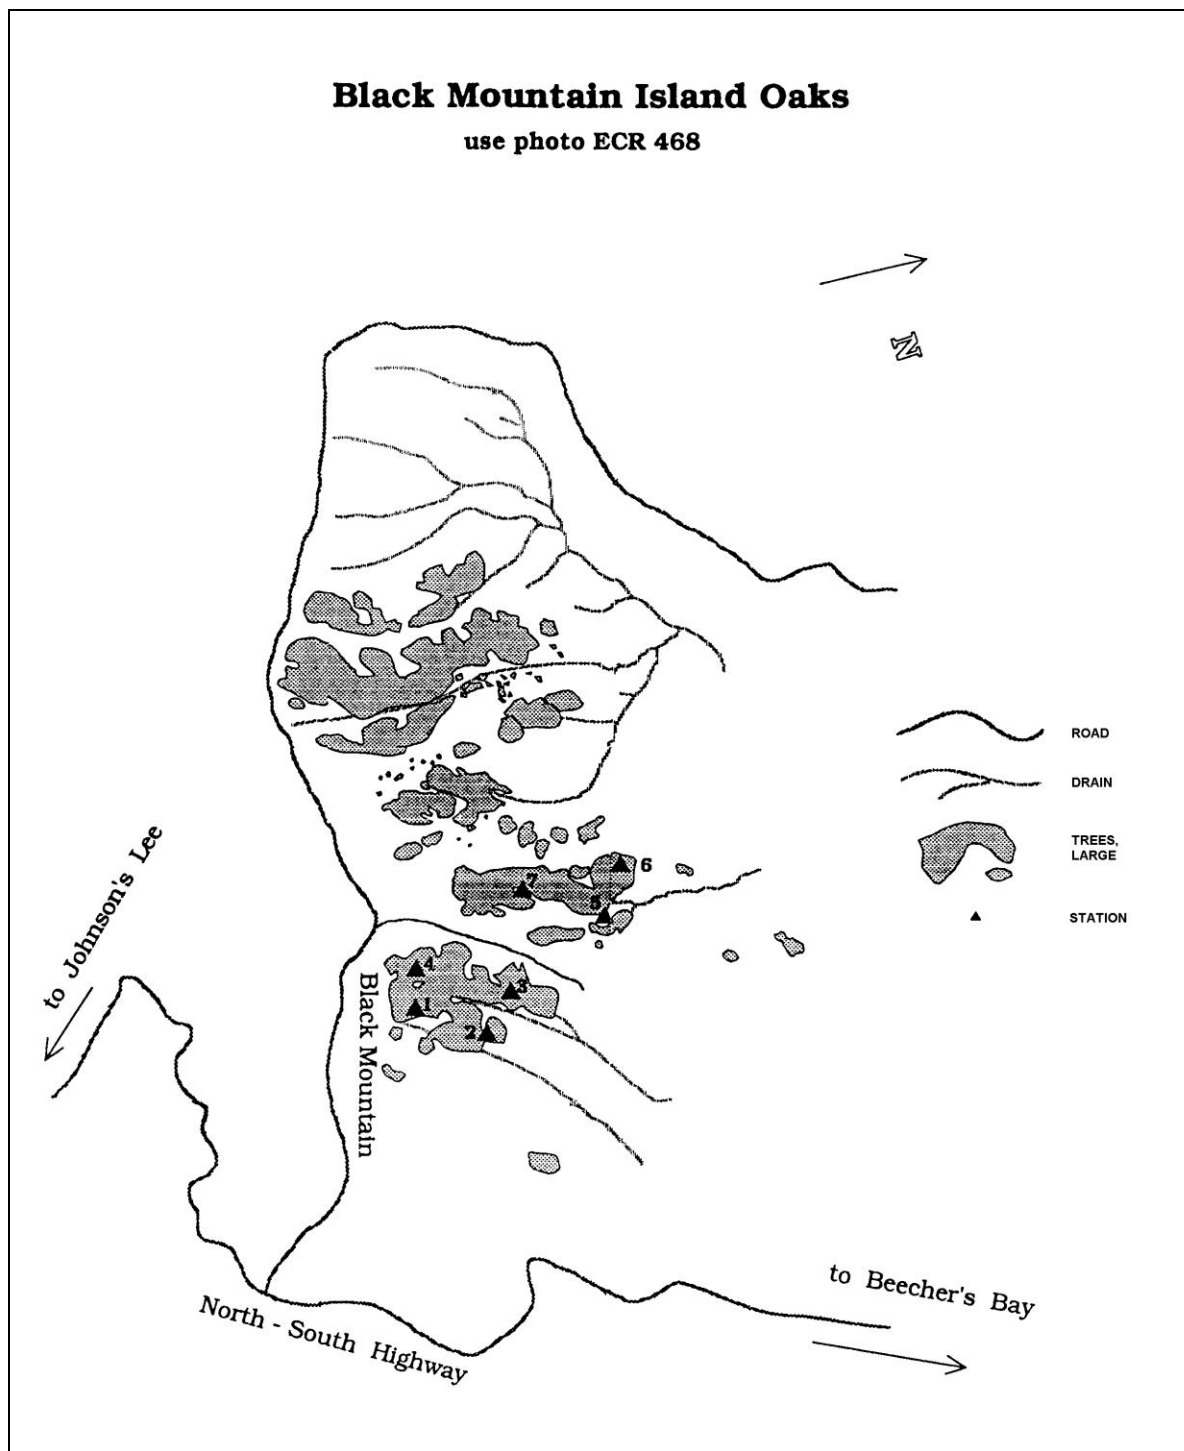 Black Mountain Island Oaks
use photo ECR 468
N
ROAD
DRAIN
TREES,
LARGE
STATION
6
7
5
4
3
1
2
to Johnson's Lee
Black Mountain
North - South Highway
to Beecher's Bay